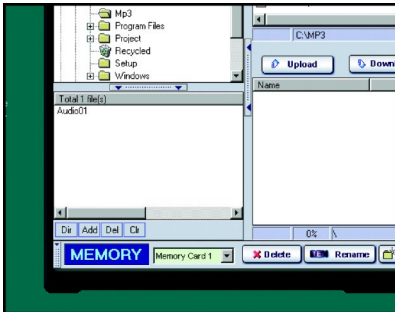 Mp3
Program Files
Project
Recycled
Setup
Windows
Total 1 file(s)
Audio01
Dir Add Del Clr
MEMORY Memory Card 1
C:\MP3
Upload
Name
0% \
Delete Rename